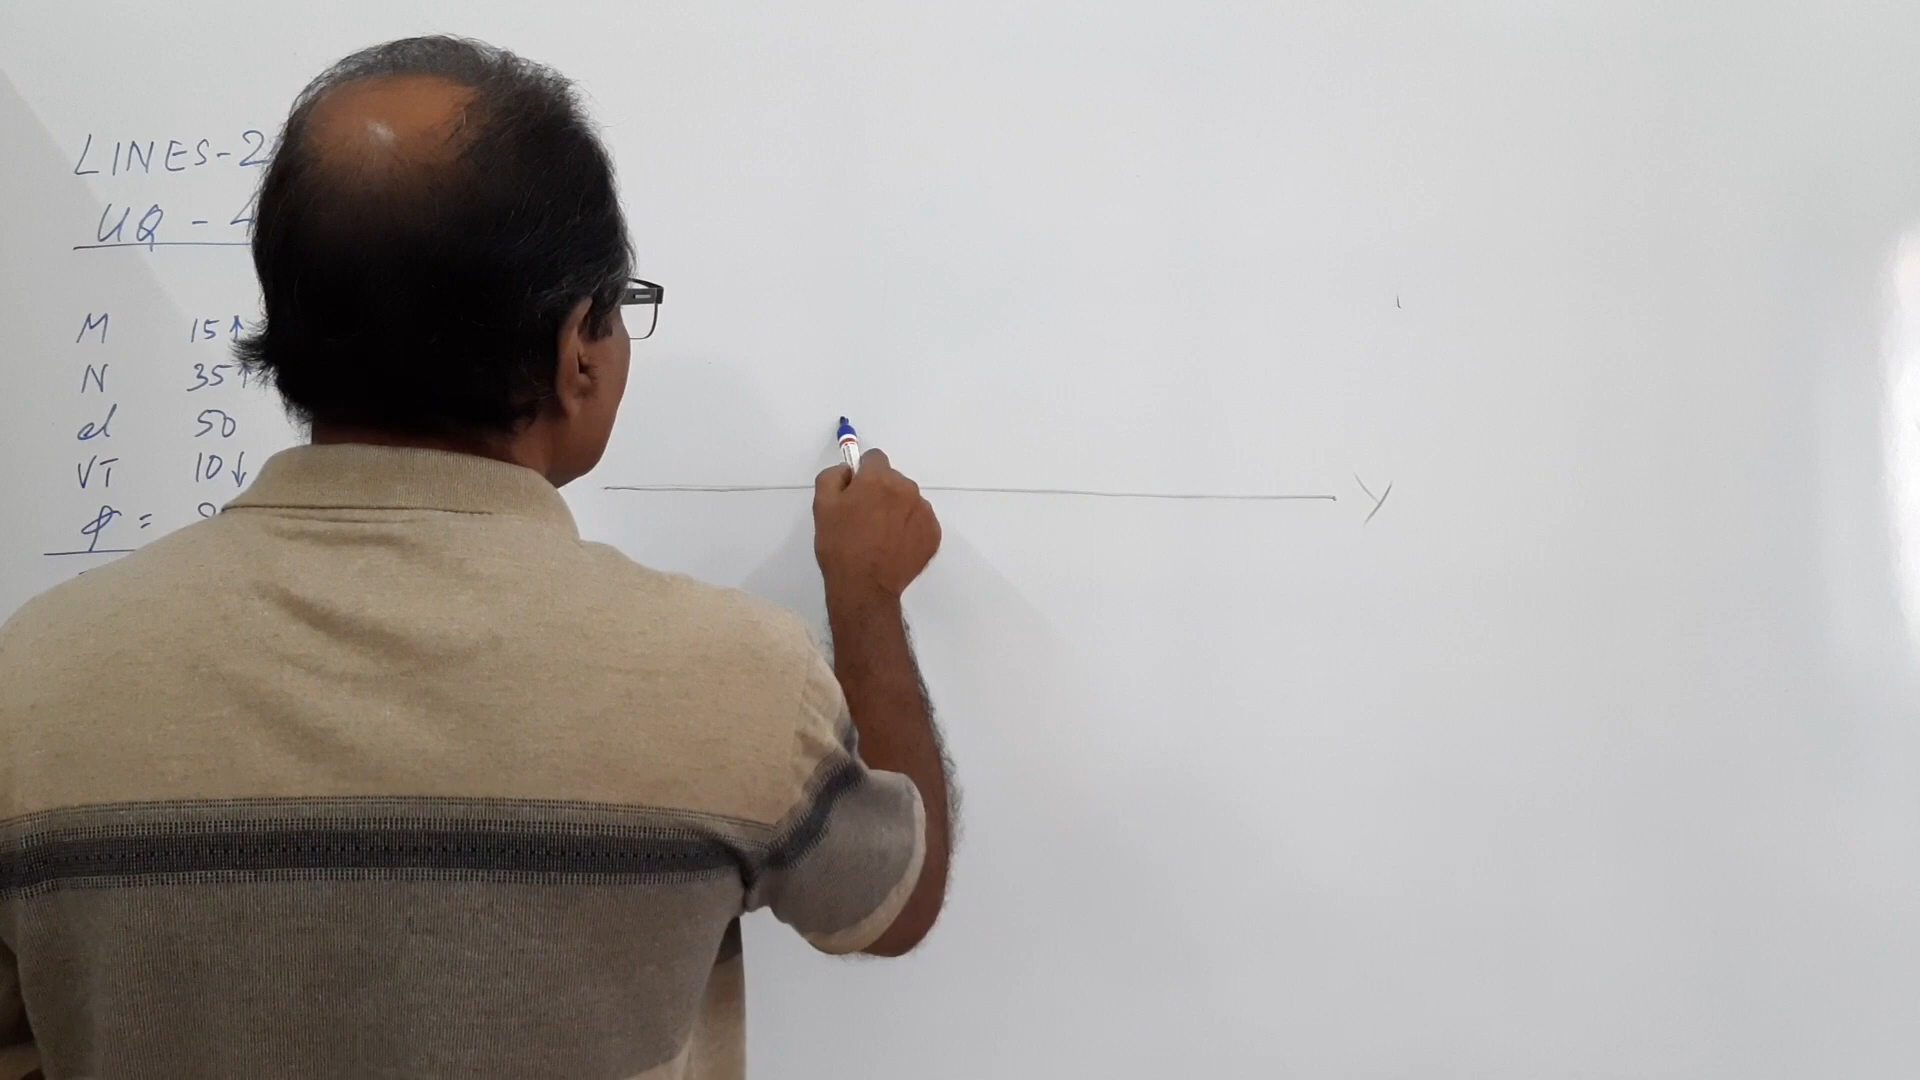 LINES-2
UQ - 4
M 15↑
N 35↑
d 50
VT 10↓
φ =
Y